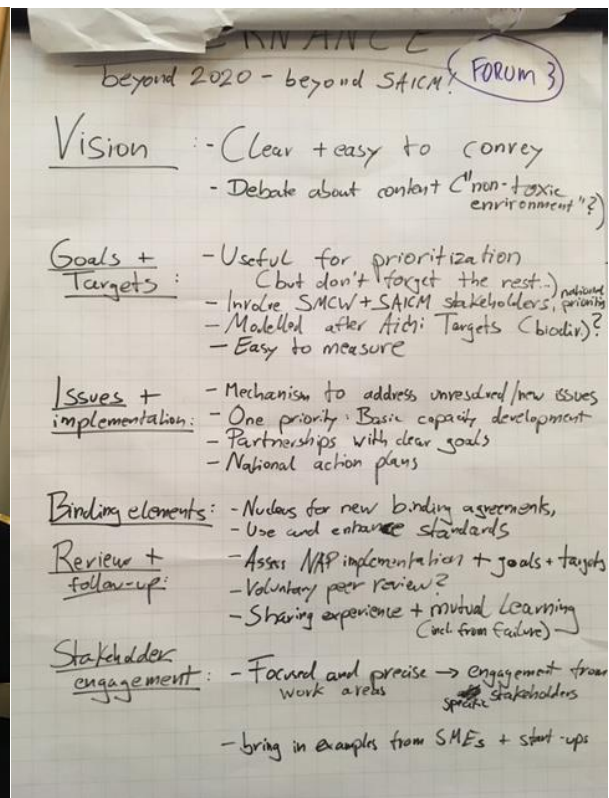 ERNANCE
beyond 2020 - beyond SAICM! FORUM 3
Vision : - Clear + easy to convey
- Debate about content ("non-toxic
environment"?)
Goals + - Useful for prioritization
Targets : (but don't forget the rest..) national
- Involve SMCW + SAICM stakeholders, priorities
- Modelled after Aichi Targets (biodiv)?
- Easy to measure
Issues + - Mechanism to address unresolved/new issues
implementation: - One priority: Basic capacity development
- Partnerships with clear goals
- National action plans
Binding elements: - Nucleus for new binding agreements,
- Use and enhance standards
Review + - Assess NAP implementation + goals + targets
follow-up: - Voluntary peer review?
- Sharing experience + mutual Learning
(incl from failure)
Stakeholder
engagement: - Focused and precise → engagement from
work areas specific stakeholders
- bring in examples from SMEs + start-ups